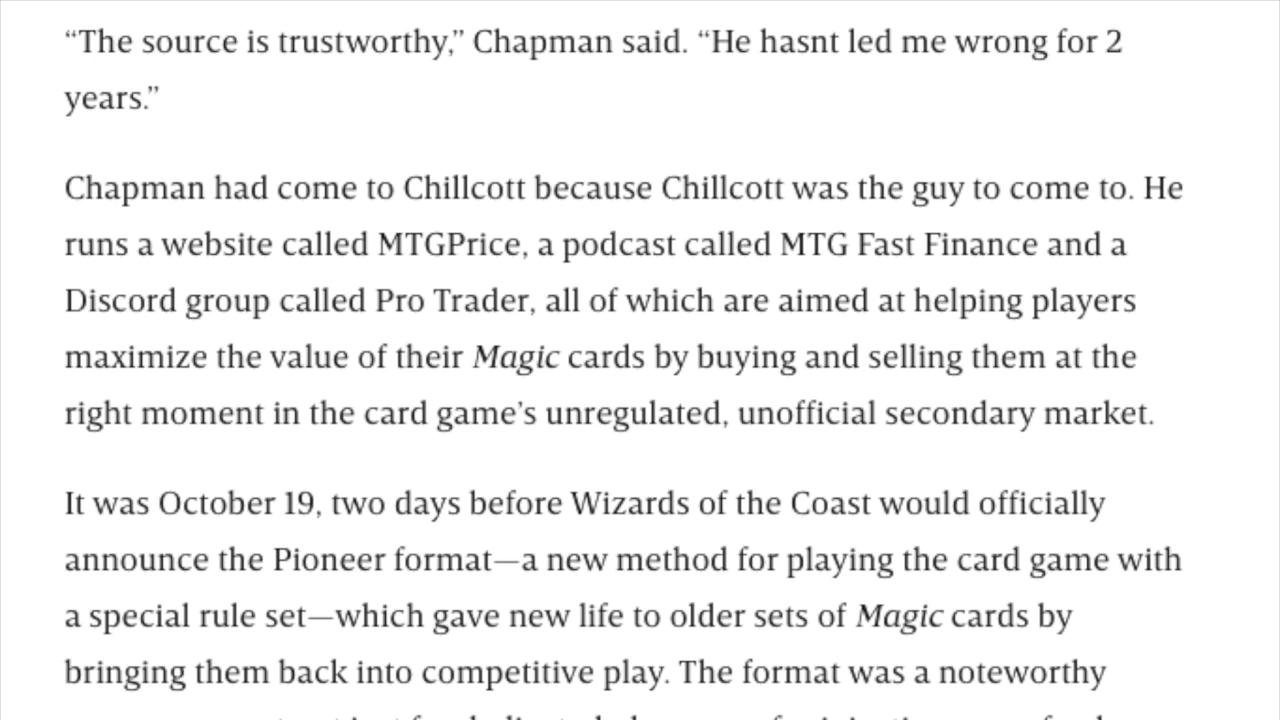 “The source is trustworthy,” Chapman said. “He hasnt led me wrong for 2
years.”
Chapman had come to Chillcott because Chillcott was the guy to come to. He
runs a website called MTGPrice, a podcast called MTG Fast Finance and a
Discord group called Pro Trader, all of which are aimed at helping players
maximize the value of their Magic cards by buying and selling them at the
right moment in the card game’s unregulated, unofficial secondary market.
It was October 19, two days before Wizards of the Coast would officially
announce the Pioneer format—a new method for playing the card game with
a special rule set—which gave new life to older sets of Magic cards by
bringing them back into competitive play. The format was a noteworthy